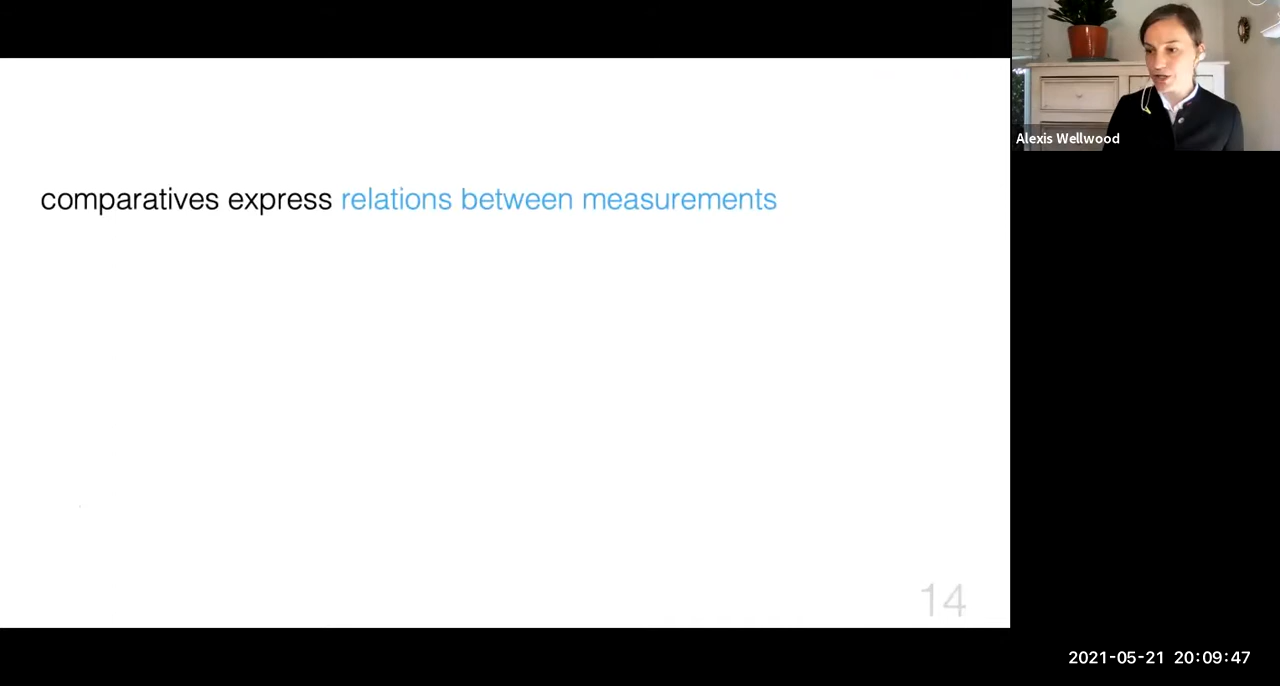 comparatives express relations between measurements
14
Alexis Wellwood
2021-05-21 20:09:47